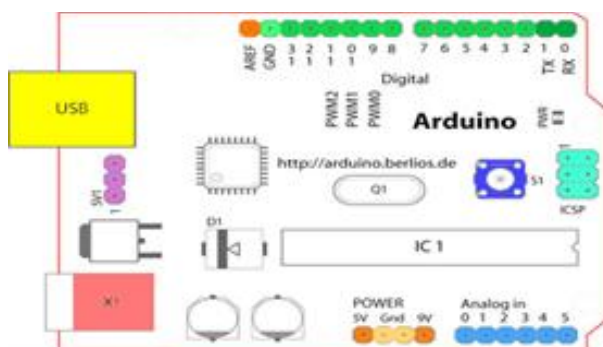 AREF GND 13 12 11 10 9 8 7 6 5 4 3 2 1 0
TX RX
Digital
USB
PWM2 PWM1 PWM0
Arduino
PWR
http://arduino.berlios.de
SV1
1
Q1
S1
1
ICSP
D1
IC 1
X1
POWER
5V Gnd 9V
Analog in
0 1 2 3 4 5